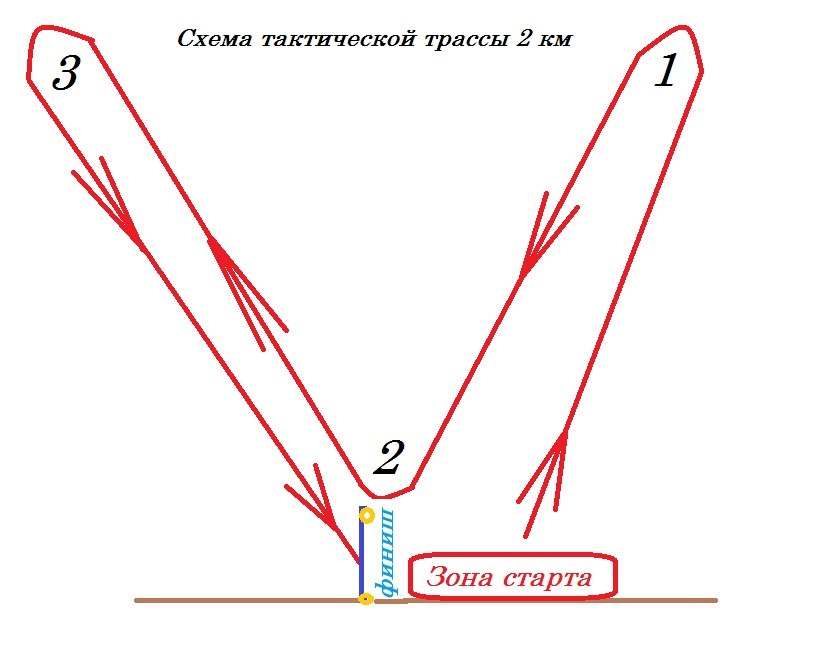 Схема тактической трассы 2 км
3
1
2
финиш
Зона старта